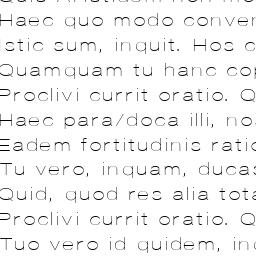 Haec quo modo conver
istic sum, inquit. Hos c
Quamquam tu hanc cop
Proclivi currit oratio. Q
Haec para/doca illi, no
Eadem fortitudinis ratio
Tu vero, inquam, ducas
Quid, quod res alia tota
Proclivi currit oratio. Q
Tuo vero id quidem, inq